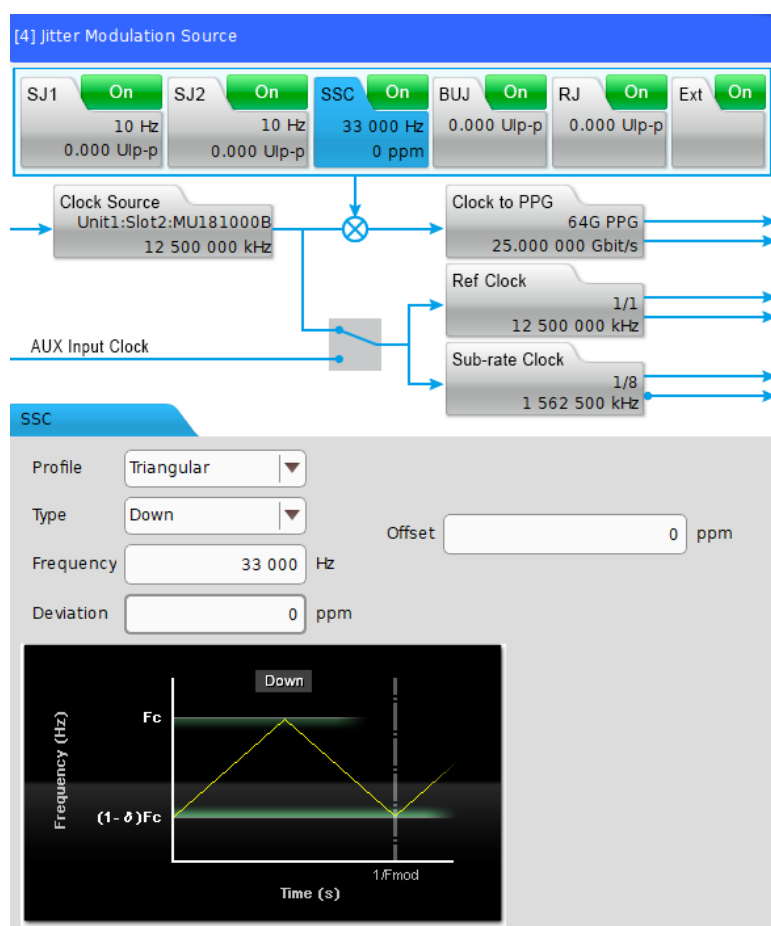 [4] Jitter Modulation Source
SJ1 On SJ2 On SSC On BUJ On RJ On Ext On
10 Hz 10 Hz 33 000 Hz 0.000 UIp-p 0.000 UIp-p
0.000 UIp-p 0.000 UIp-p 0 ppm
Clock Source
Unit1:Slot2:MU181000B
12 500 000 kHz
Clock to PPG
64G PPG
25.000 000 Gbit/s
Ref Clock
1/1
12 500 000 kHz
AUX Input Clock
Sub-rate Clock
1/8
1 562 500 kHz
SSC
Profile Triangular
Type Down
Offset 0 ppm
Frequency 33 000 Hz
Deviation 0 ppm
Down
Fc
Frequency (Hz)
(1-δ)Fc
1/Fmod
Time (s)